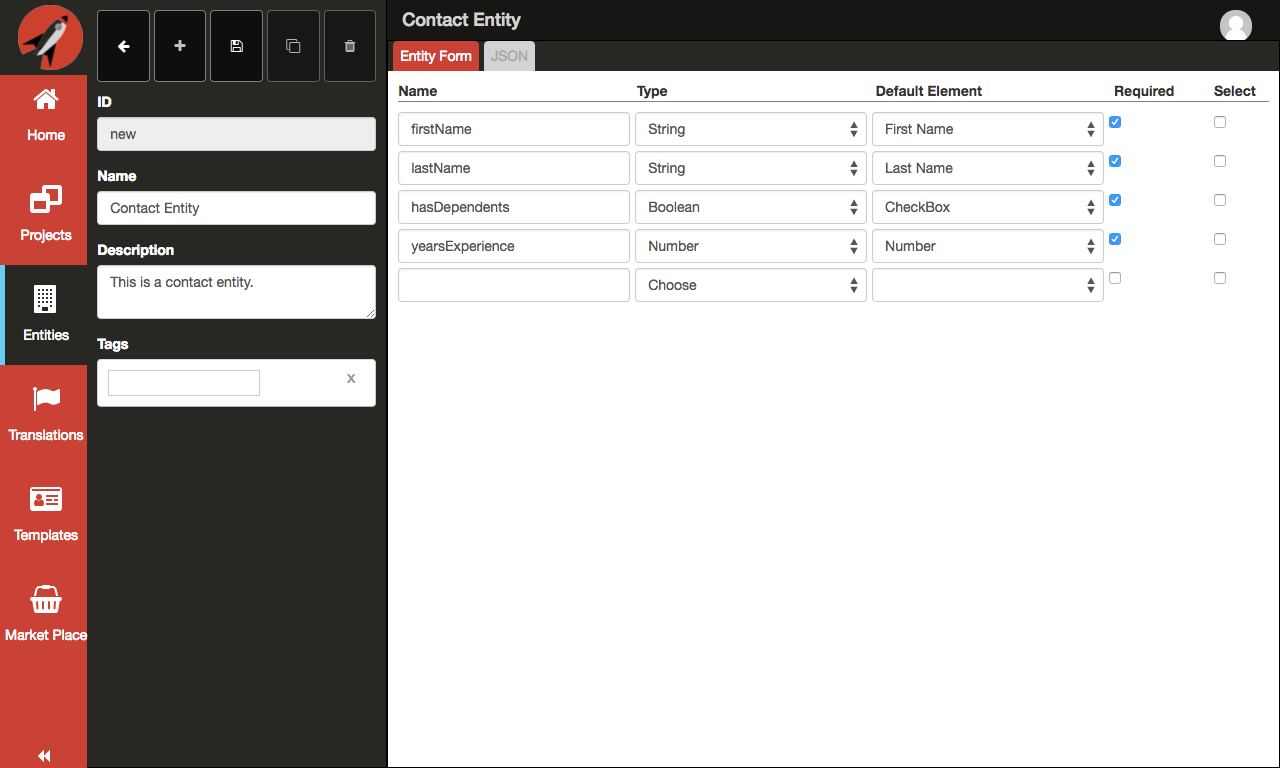 Home
Projects
Entities
Translations
Templates
Market Place
ID
new
Name
Contact Entity
Description
This is a contact entity.
Tags
x
Contact Entity
Entity Form JSON
Name Type Default Element Required Select
firstName String First Name
lastName String Last Name
hasDependents Boolean CheckBox
yearsExperience Number Number
Choose